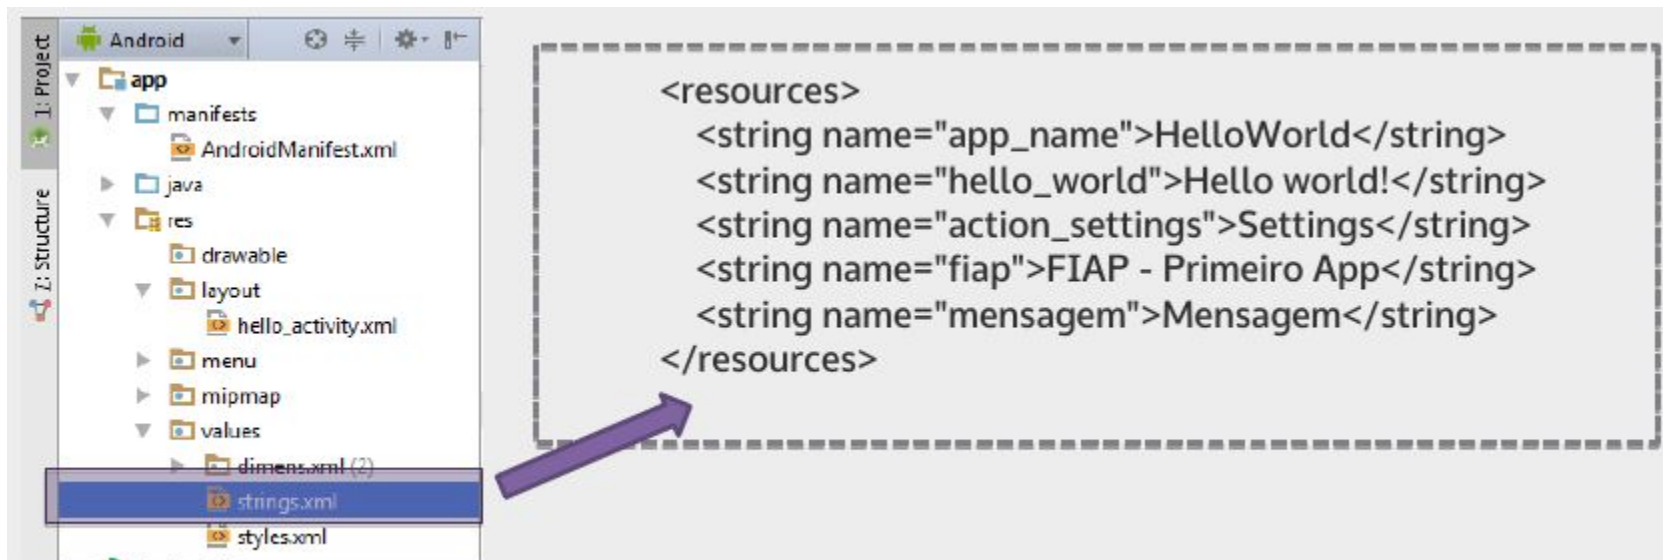 1: Project
Z: Structure
Android
app
manifests
AndroidManifest.xml
java
res
drawable
layout
hello_activity.xml
menu
mipmap
values
dimens.xml (2)
strings.xml
styles.xml
<resources>
<string name="app_name">HelloWorld</string>
<string name="hello_world">Hello world!</string>
<string name="action_settings">Settings</string>
<string name="fiap">FIAP - Primeiro App</string>
<string name="mensagem">Mensagem</string>
</resources>